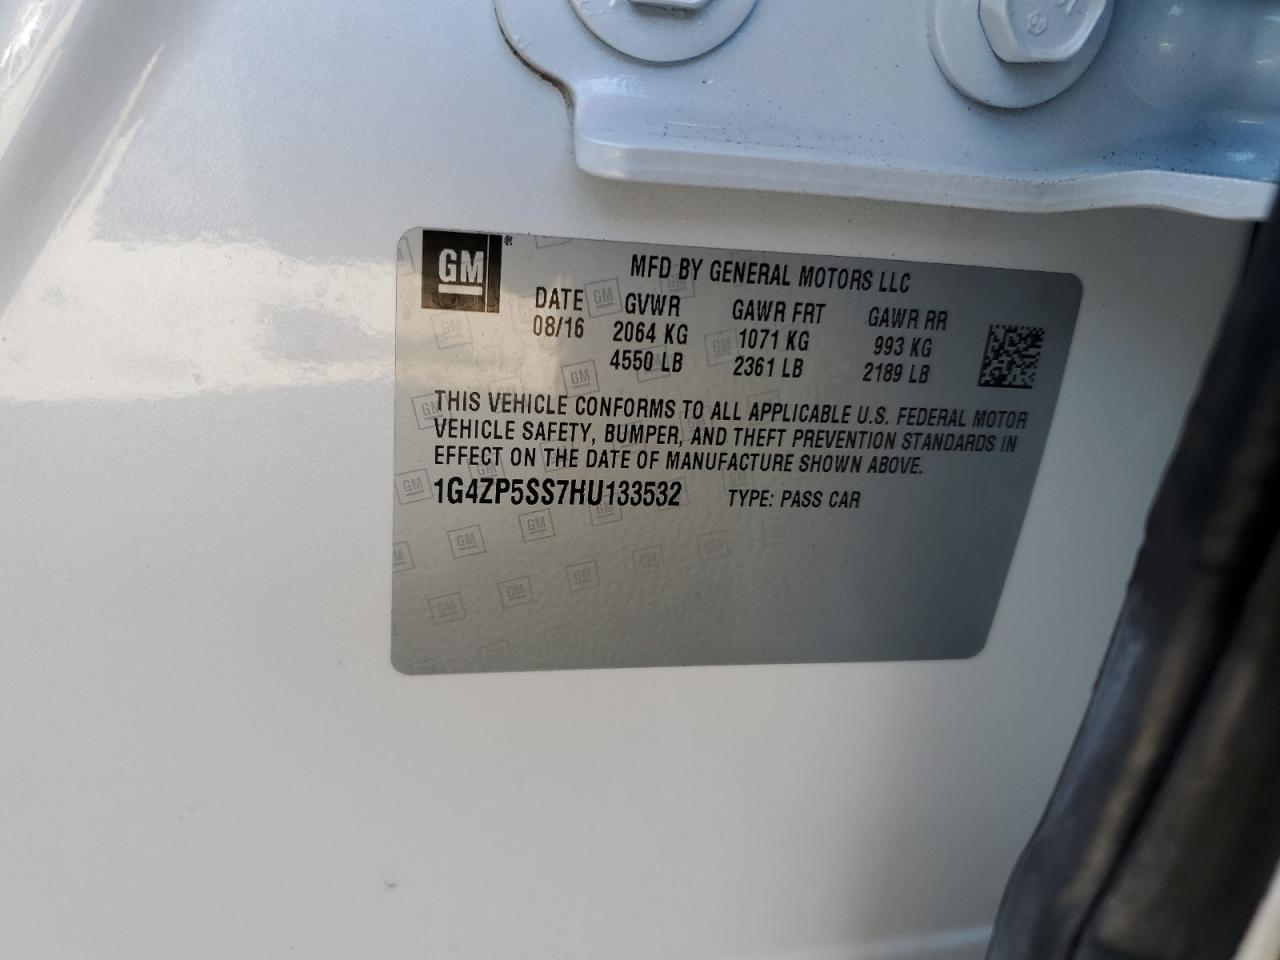 GM ® MFD BY GENERAL MOTORS LLC
DATE GVWR GAWR FRT GAWR RR
08/16 2064 KG 1071 KG 993 KG
4550 LB 2361 LB 2189 LB
THIS VEHICLE CONFORMS TO ALL APPLICABLE U.S. FEDERAL MOTOR
VEHICLE SAFETY, BUMPER, AND THEFT PREVENTION STANDARDS IN
EFFECT ON THE DATE OF MANUFACTURE SHOWN ABOVE.
1G4ZP5SS7HU133532 TYPE: PASS CAR